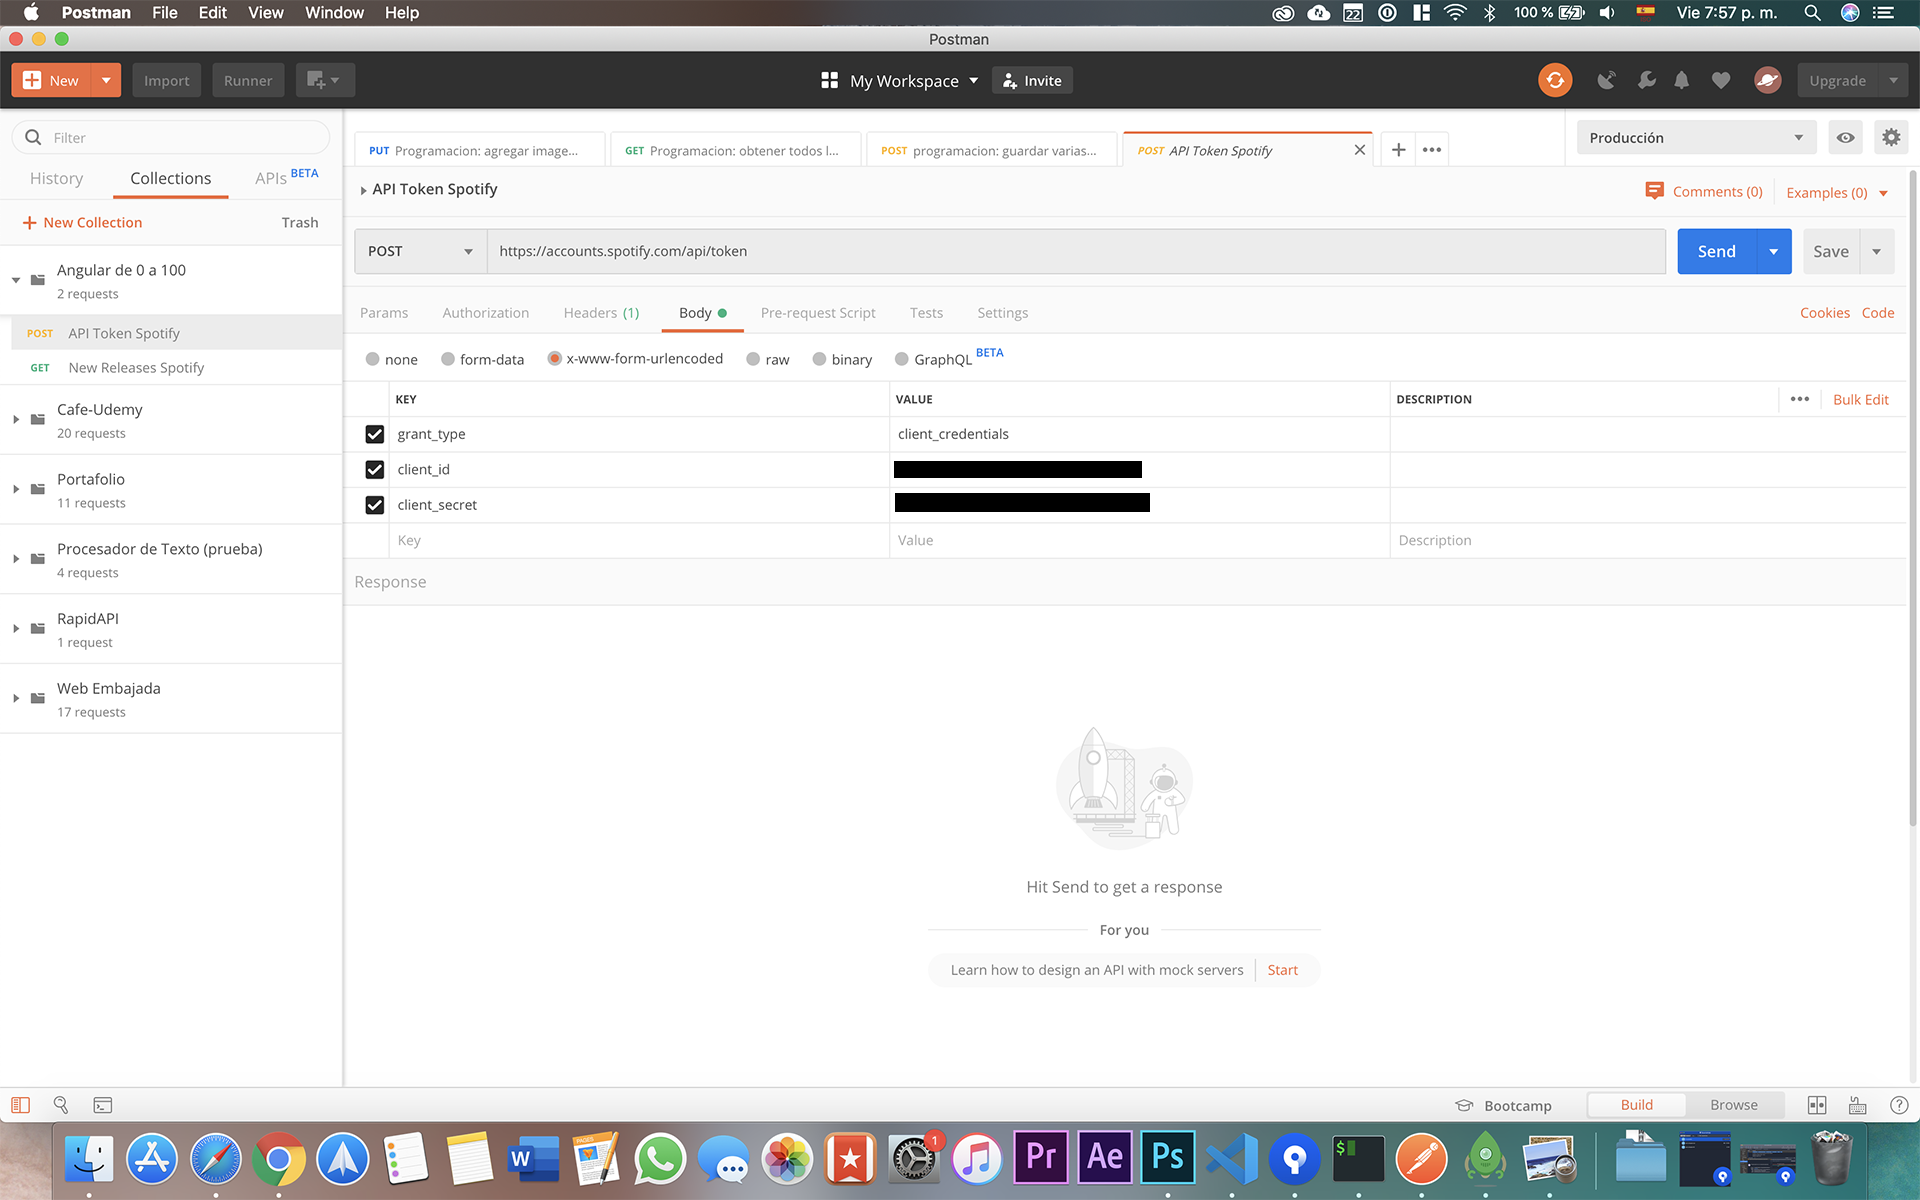 Postman File Edit View Window Help 22 100 % Vie 7:57 p. m.
Postman
New Import Runner My Workspace Invite Upgrade
Filter
PUT Programacion: agregar image...
GET Programacion: obtener todos l...
POST programacion: guardar varias...
POST API Token Spotify
Producción
History Collections APIs BETA
New Collection Trash
Angular de 0 a 100
2 requests
POST API Token Spotify
GET New Releases Spotify
Cafe-Udemy
20 requests
Portafolio
11 requests
Procesador de Texto (prueba)
4 requests
RapidAPI
1 request
Web Embajada
17 requests
API Token Spotify
Comments (0) Examples (0)
POST https://accounts.spotify.com/api/token Send Save
Params Authorization Headers (1) Body Pre-request Script Tests Settings Cookies Code
none form-data x-www-form-urlencoded raw binary GraphQL BETA
KEY VALUE DESCRIPTION Bulk Edit
grant_type client_credentials
client_id
client_secret
Key Value Description
Response
Hit Send to get a response
For you
Learn how to design an API with mock servers Start
Bootcamp Build Browse
W PAGES 1 Pr Ae Ps $